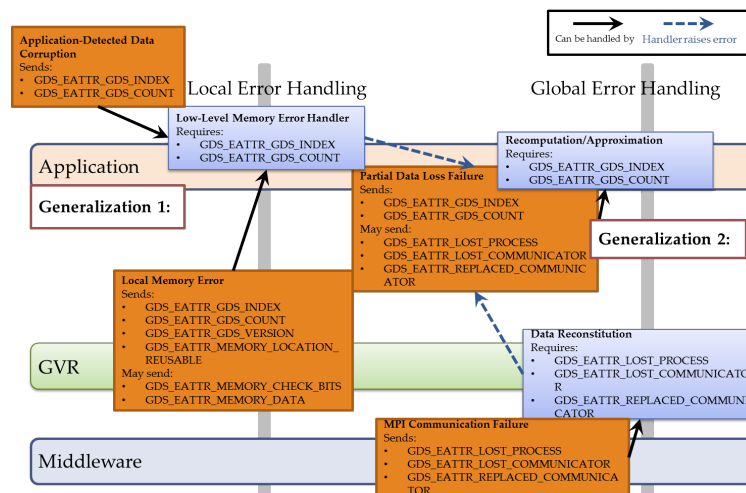 Can be handled by
Handler raises error
Application-Detected Data
Corruption
Sends:
• GDS_EATTR_GDS_INDEX
• GDS_EATTR_GDS_COUNT
Local Error Handling
Global Error Handling
Low-Level Memory Error Handler
Requires:
• GDS_EATTR_GDS_INDEX
• GDS_EATTR_GDS_COUNT
Recomputation/Approximation
Requires:
• GDS_EATTR_GDS_INDEX
• GDS_EATTR_GDS_COUNT
Application
Partial Data Loss Failure
Sends:
• GDS_EATTR_GDS_INDEX
• GDS_EATTR_GDS_COUNT
May send:
• GDS_EATTR_LOST_PROCESS
• GDS_EATTR_LOST_COMMUNICATOR
• GDS_EATTR_REPLACED_COMMUNIC
ATOR
Generalization 1:
Generalization 2:
Local Memory Error
Sends:
• GDS_EATTR_GDS_INDEX
• GDS_EATTR_GDS_COUNT
• GDS_EATTR_GDS_VERSION
• GDS_EATTR_MEMORY_LOCATION_
REUSABLE
May send:
• GDS_EATTR_MEMORY_CHECK_BITS
• GDS_EATTR_MEMORY_DATA
Data Reconstitution
Requires:
• GDS_EATTR_LOST_PROCESS
• GDS_EATTR_LOST_COMMUNICATO
R
• GDS_EATTR_REPLACED_COMMUNI
CATOR
GVR
MPI Communication Failure
Sends:
• GDS_EATTR_LOST_PROCESS
• GDS_EATTR_LOST_COMMUNICATOR
• GDS_EATTR_REPLACED_COMMUNICA
TOR
Middleware